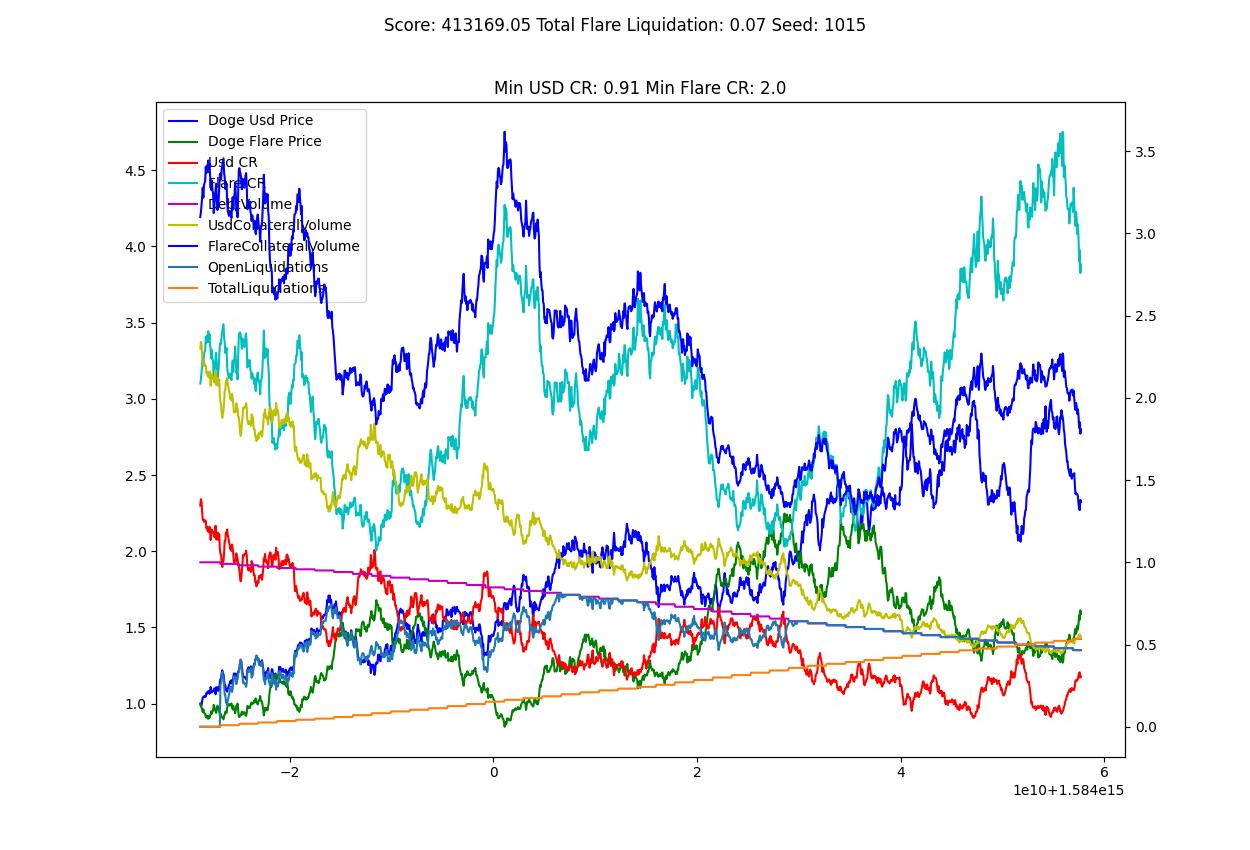 Score: 413169.05 Total Flare Liquidation: 0.07 Seed: 1015
Min USD CR: 0.91 Min Flare CR: 2.0
Doge Usd Price
Doge Flare Price
Usd CR
Flare CR
DebtVolume
UsdCollateralVolume
FlareCollateralVolume
OpenLiquidations
TotalLiquidations
4.5
4.0
3.5
3.0
2.5
2.0
1.5
1.0
3.5
3.0
2.5
2.0
1.5
1.0
0.5
0.0
−2
0
2
4
6
1e10+1.584e15